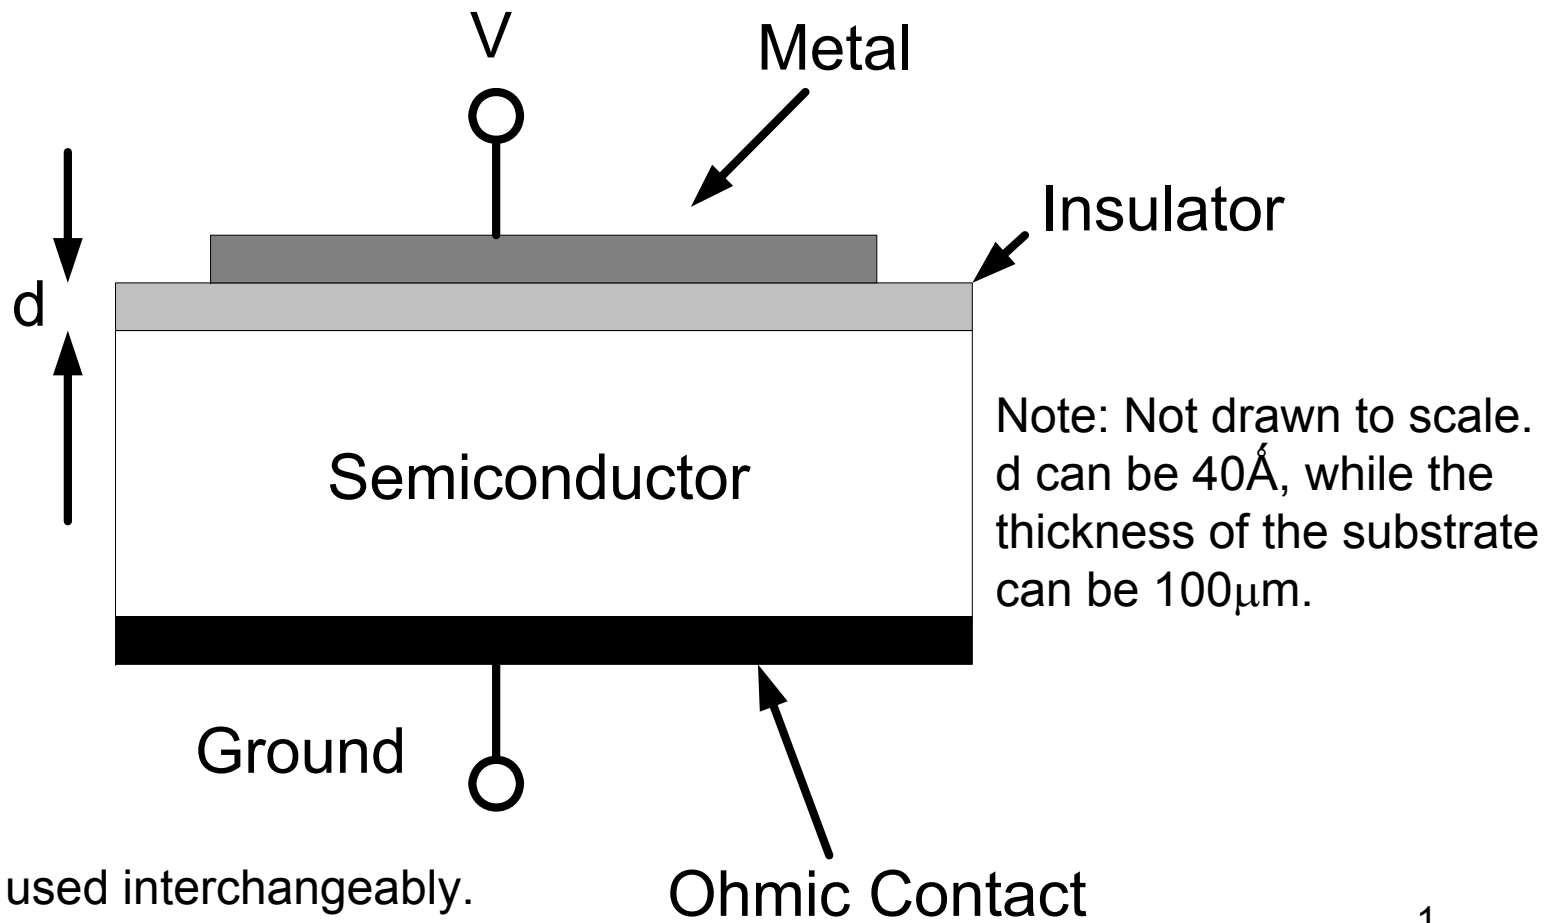 V
Metal
Insulator
d
Semiconductor
Note: Not drawn to scale.
d can be 40Å, while the
thickness of the substrate
can be 100μm.
Ground
used interchangeably.
Ohmic Contact
1